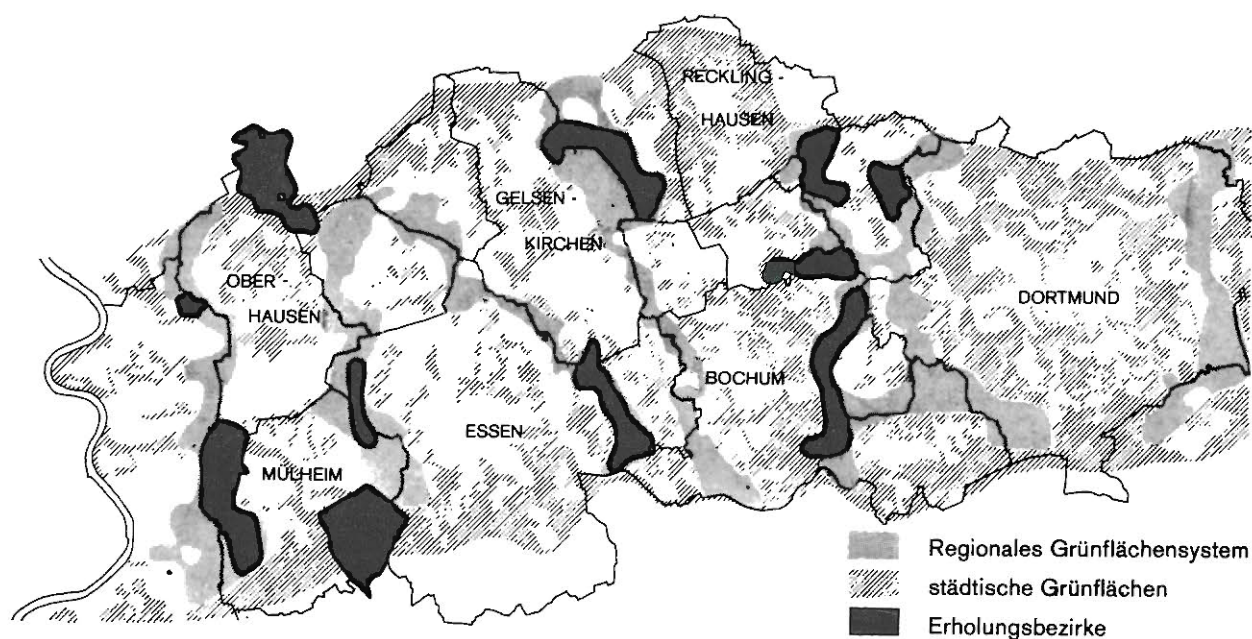 RECKLING -
HAUSEN
GELSEN -
KIRCHEN
OBER -
HAUSEN
DORTMUND
BOCHUM
ESSEN
MÜLHEIM
Regionales Grünflächensystem
städtische Grünflächen
Erholungsbezirke